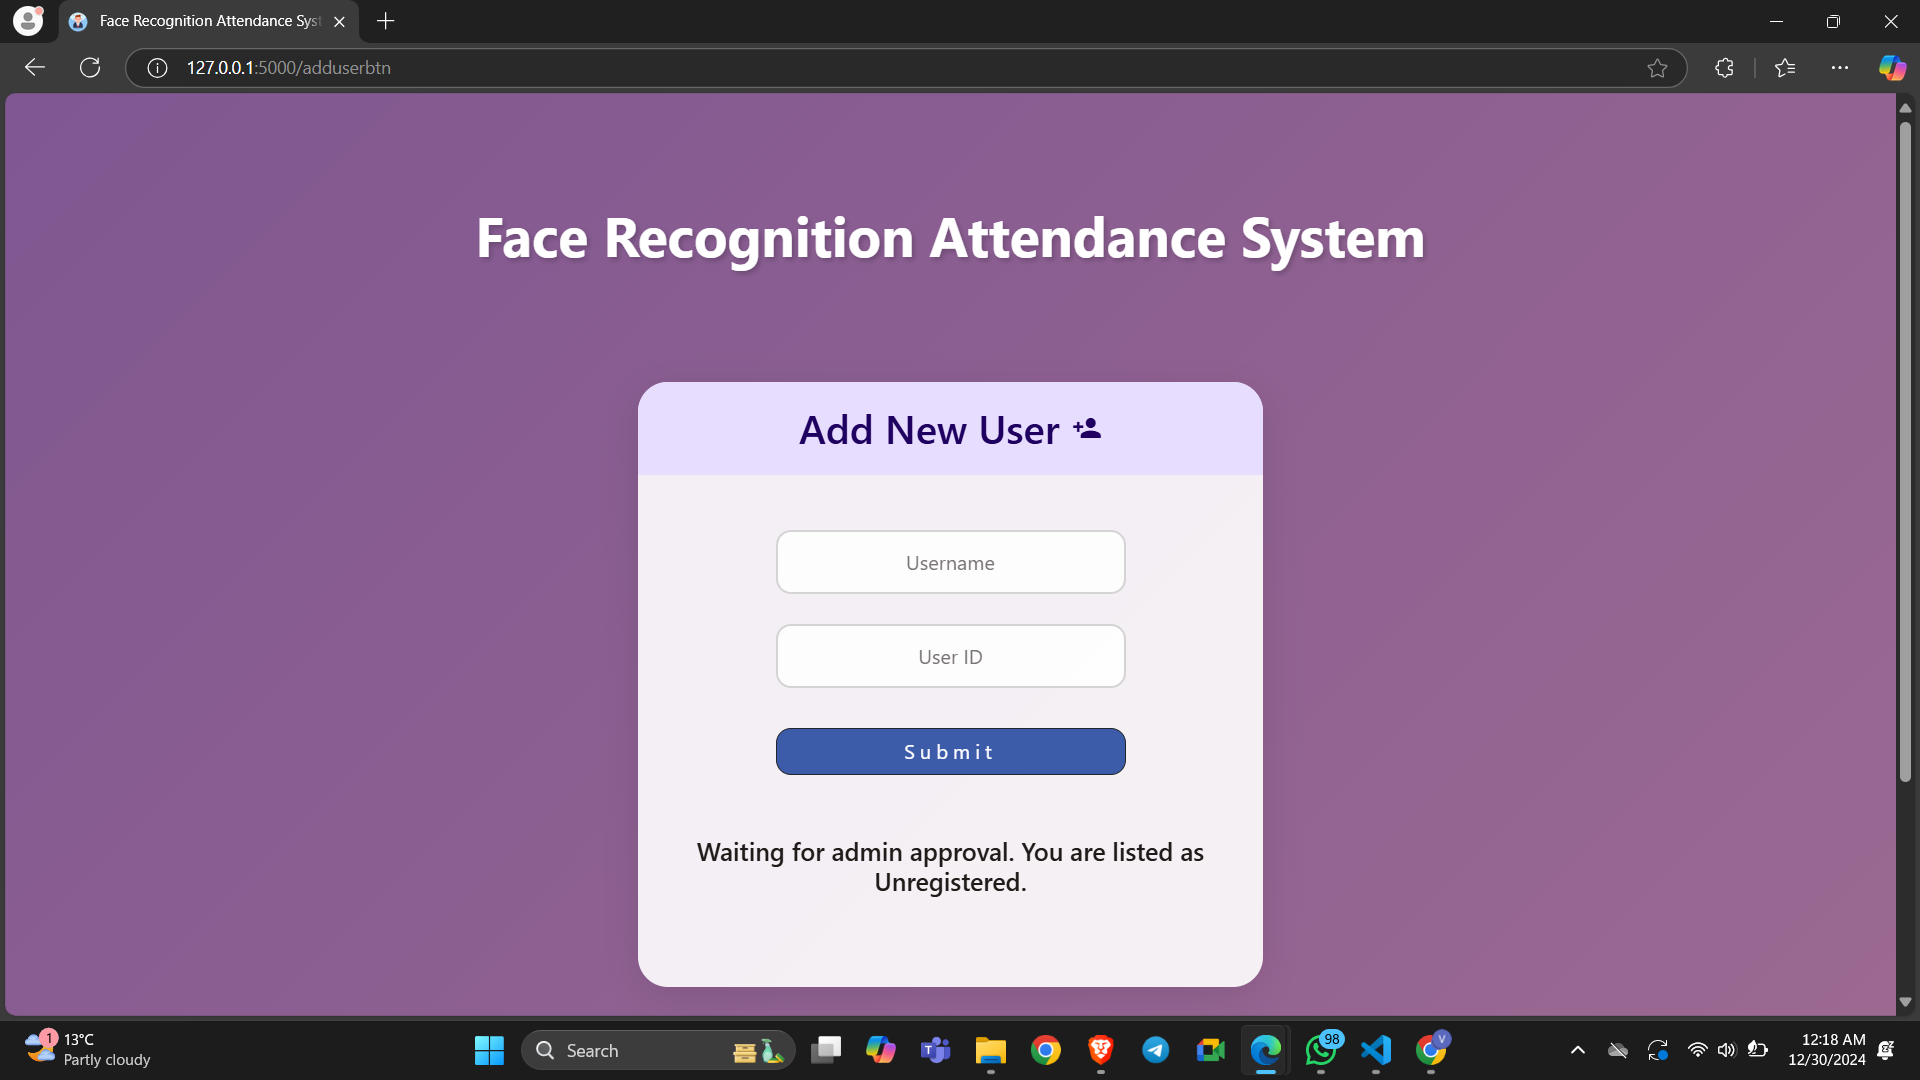 Face Recognition Attendance Syst
127.0.0.1:5000/adduserbtn
Face Recognition Attendance System
Add New User
Username
User ID
Submit
Waiting for admin approval. You are listed as
Unregistered.
1
13°C
Partly cloudy
Search
T
98
V
12:18 AM
12/30/2024